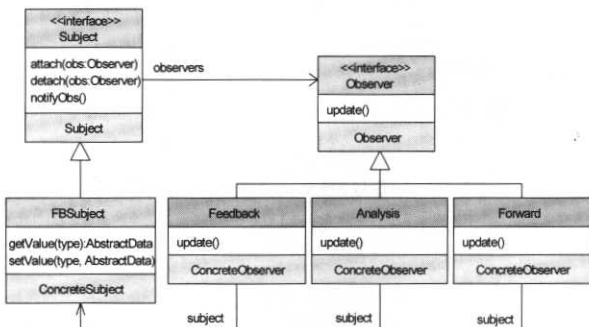 <<interface>>
Subject
attach(obs:Observer)
detach(obs:Observer)
notifyObs()
Subject
observers
<<interface>>
Observer
update()
Observer
FBSubject
getValue(type):AbstractData
setValue(type, AbstractData)
ConcreteSubject
Feedback
update()
ConcreteObserver
Analysis
update()
ConcreteObserver
Forward
update()
ConcreteObserver
subject
subject
subject